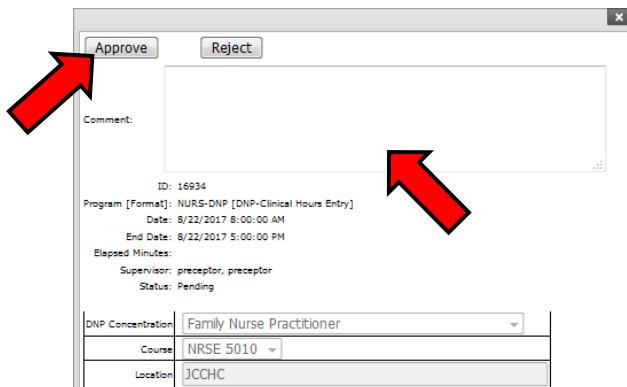 x
Approve Reject
Comment:
ID: 16934
Program [Format]: NURS-DNP [DNP-Clinical Hours Entry]
Date: 8/22/2017 8:00:00 AM
End Date: 8/22/2017 5:00:00 PM
Elapsed Minutes:
Supervisor: preceptor, preceptor
Status: Pending
DNP Concentration Family Nurse Practitioner
Course NRSE 5010
Location JCCHC